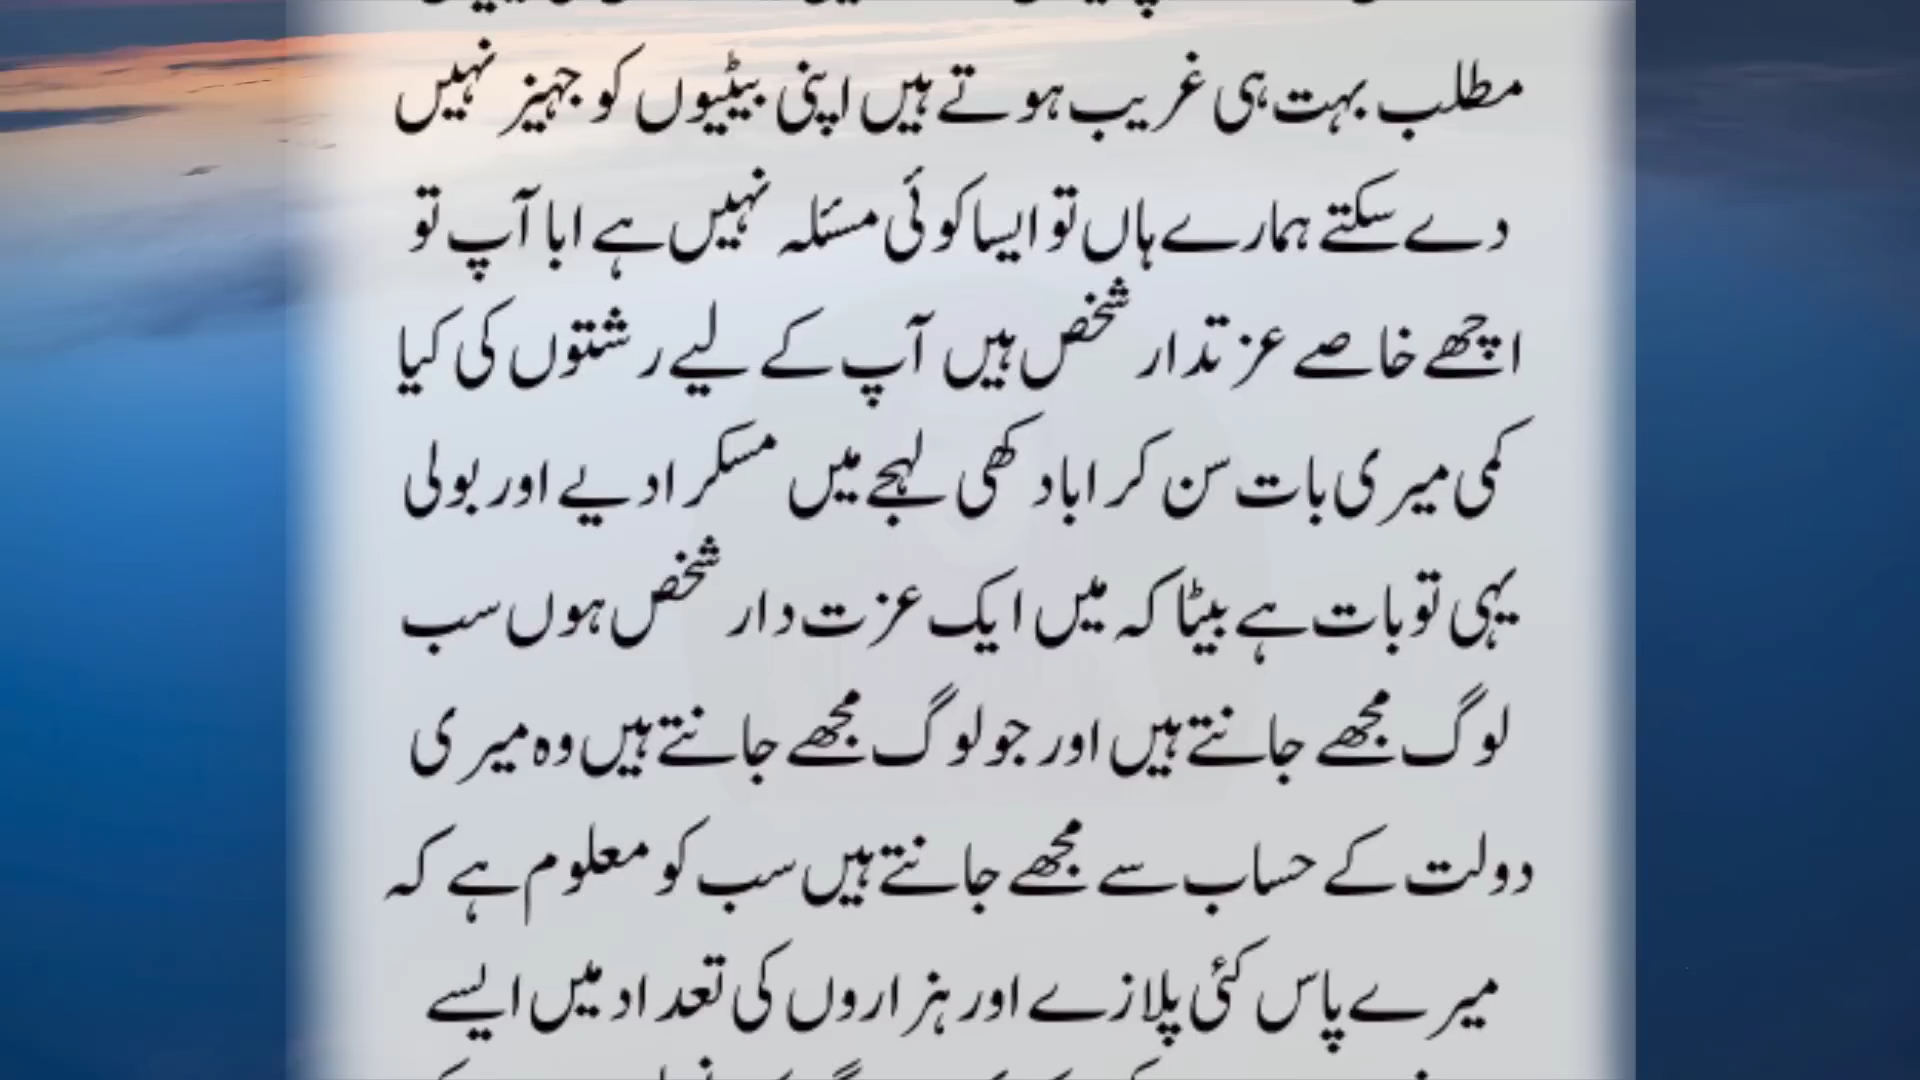 مطلب بہت ہی غریب ہوتے ہیں اپنی بیٹیوں کو جہیز نہیں
دے سکتے ہمارے ہاں تو ایسا کوئی مسئلہ نہیں ہے ابا آپ تو
اچھے خاصے عزتدار شخص ہیں آپ کے لیے رشتوں کی کیا
کمی میری بات سن کر ابا دکھی لہجے میں مسکرا دیے اور بولی
یہی تو بات ہے بیٹا کہ میں ایک عزت دار شخص ہوں سب
لوگ مجھے جانتے ہیں اور جو لوگ مجھے جانتے ہیں وہ میری
دولت کے حساب سے مجھے جانتے ہیں سب کو معلوم ہے کہ
میرے پاس کئی پلازے اور ہزاروں کی تعداد میں ایسے